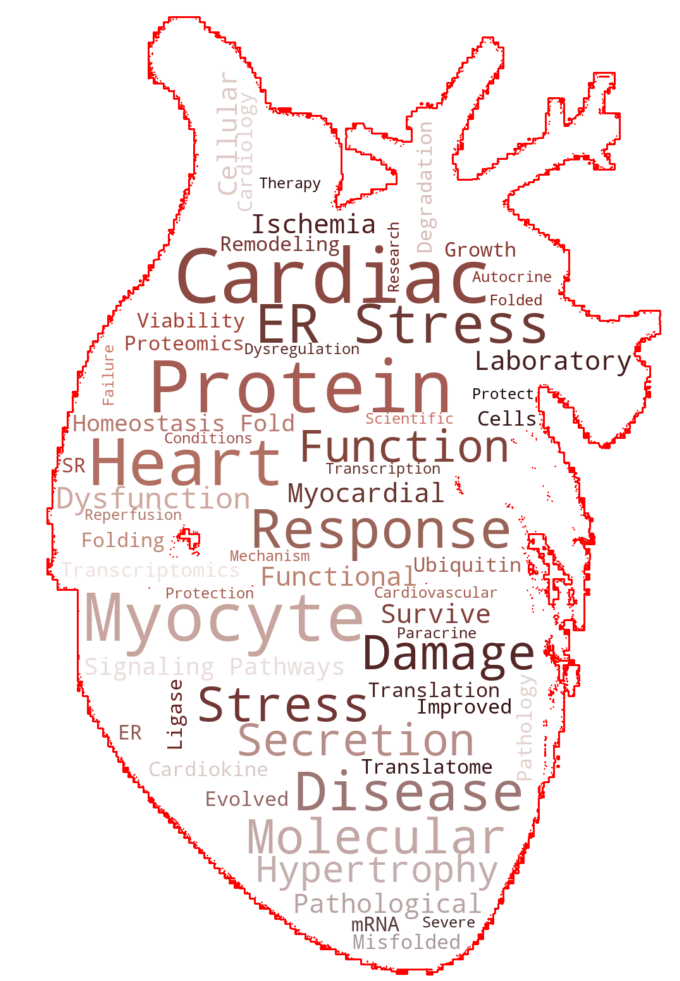 Cellular
Cardiology
Therapy
Degradation
Ischemia
Remodeling
Research
Growth
Cardiac
Autocrine
Folded
Viability
ER Stress
Proteomics
Dysregulation
Laboratory
Failure
Protein
Protect
Homeostasis Fold
Scientific
Cells
Conditions
Function
SR
Heart
Transcription
Dysfunction
Myocardial
Reperfusion
Response
Folding
Mechanism
Ubiquitin
Transcriptomics
Functional
Protection
Cardiovascular
Myocyte
Survive
Paracrine
Damage
Signaling Pathways
Ligase
Stress
Translation
Improved
Pathology
ER
Secretion
Cardiokine
Translatome
Evolved
Disease
Molecular
Hypertrophy
Pathological
mRNA
Severe
Misfolded